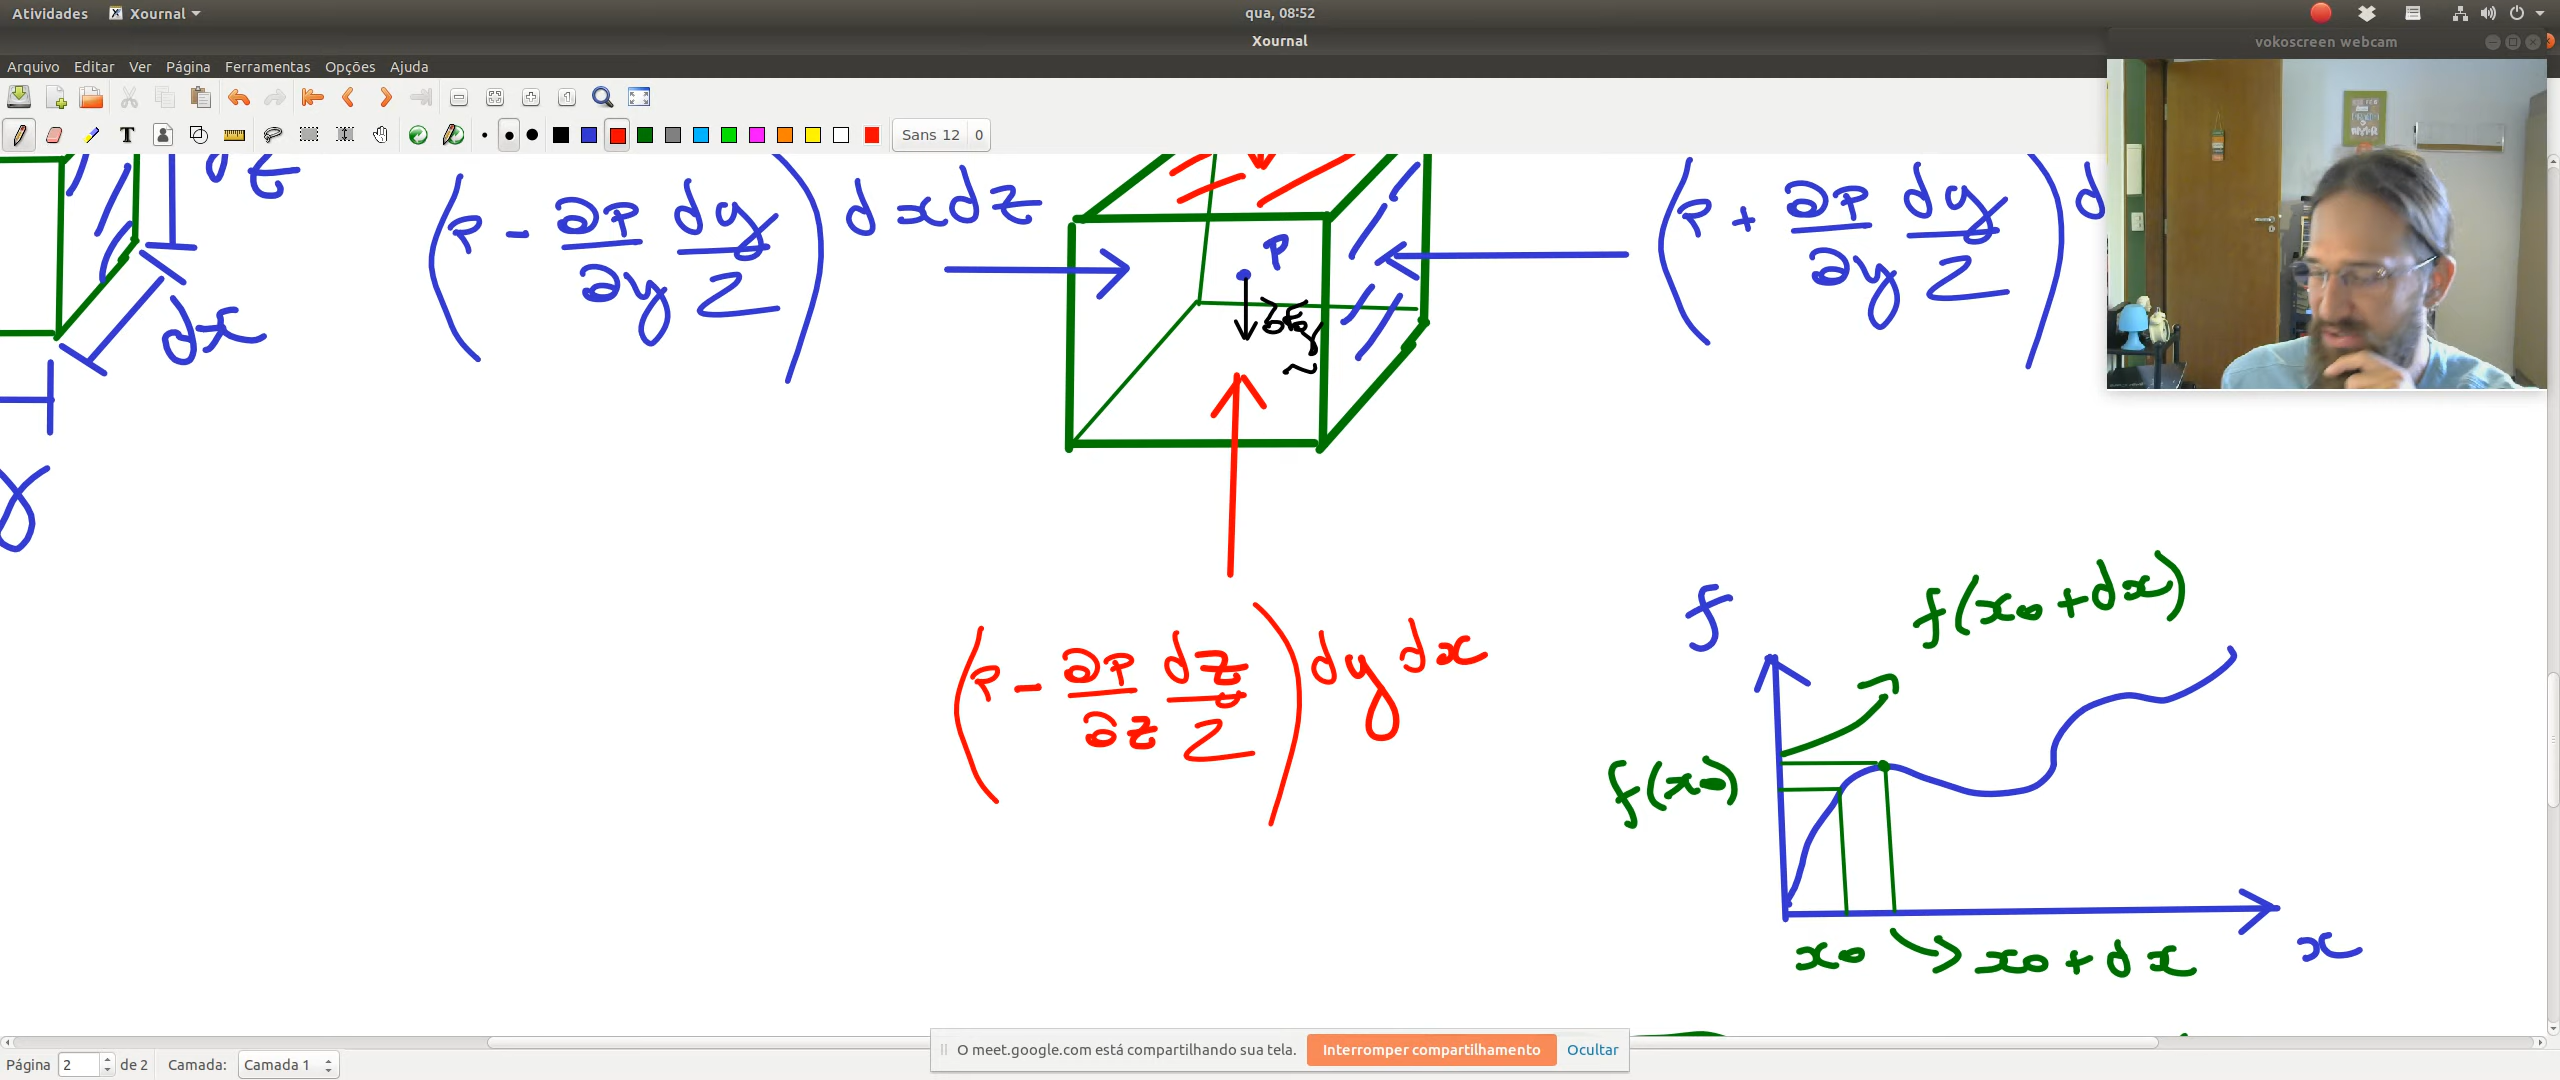 Atividades Xournal qua, 08:52
Xournal
vokoscreen webcam
Arquivo Editar Ver Página Ferramentas Opções Ajuda
T Sans 12 0
(P - ∂P/∂y dy/2) dxdz
P
(P + ∂P/∂y dy/2) d
dx
(P - ∂P/∂z dz/2) dy dx
f
f(x0+dx)
f(x0)
x0 x0+dx x
O meet.google.com está compartilhando sua tela. Interromper compartilhamento Ocultar
Página 2 de 2 Camada: Camada 1